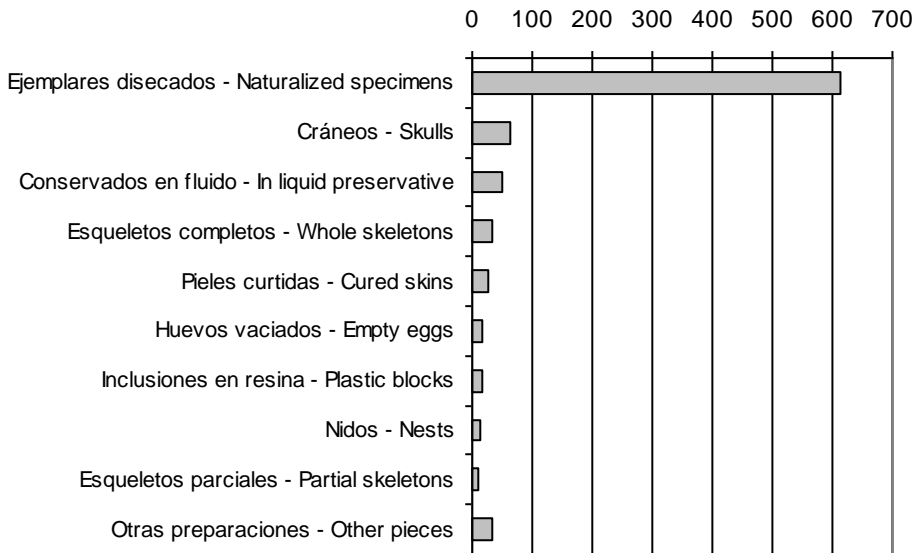 0 100 200 300 400 500 600 700
Ejemplares disecados - Naturalized specimens
Cráneos - Skulls
Conservados en fluido - In liquid preservative
Esqueletos completos - Whole skeletons
Pieles curtidas - Cured skins
Huevos vaciados - Empty eggs
Inclusiones en resina - Plastic blocks
Nidos - Nests
Esqueletos parciales - Partial skeletons
Otras preparaciones - Other pieces